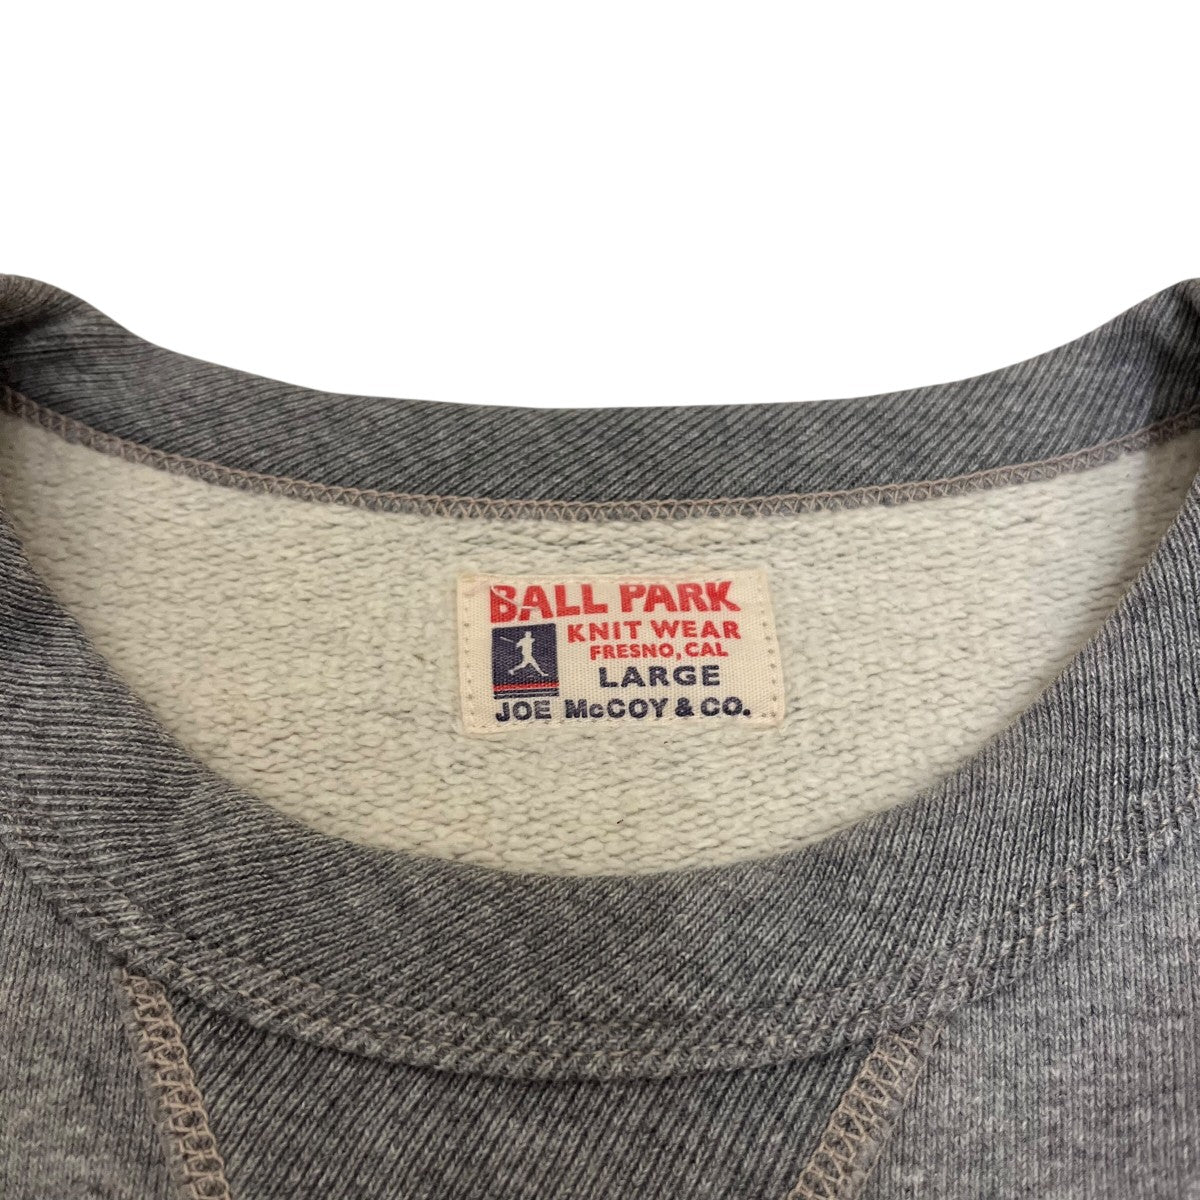 BALL PARK
KNIT WEAR
FRESNO, CAL
LARGE
JOE McCOY & CO.